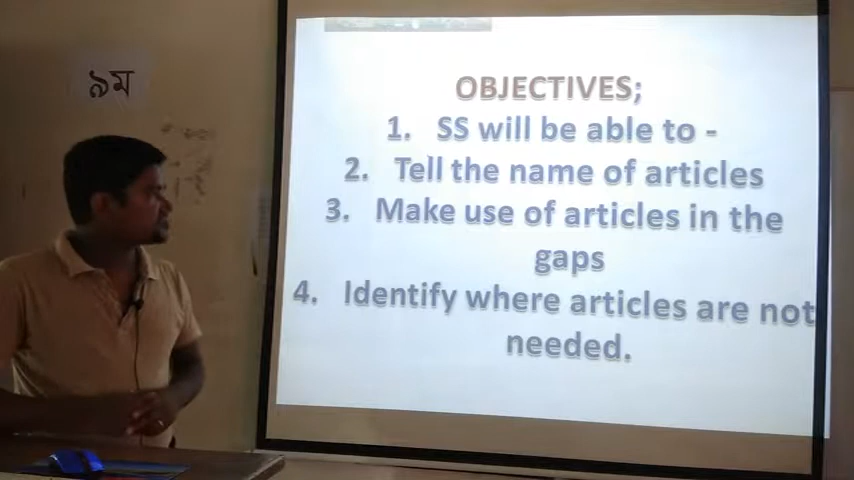 ৯ম
OBJECTIVES;
1. SS will be able to -
2. Tell the name of articles
3. Make use of articles in the
gaps
4. Identify where articles are not
needed.